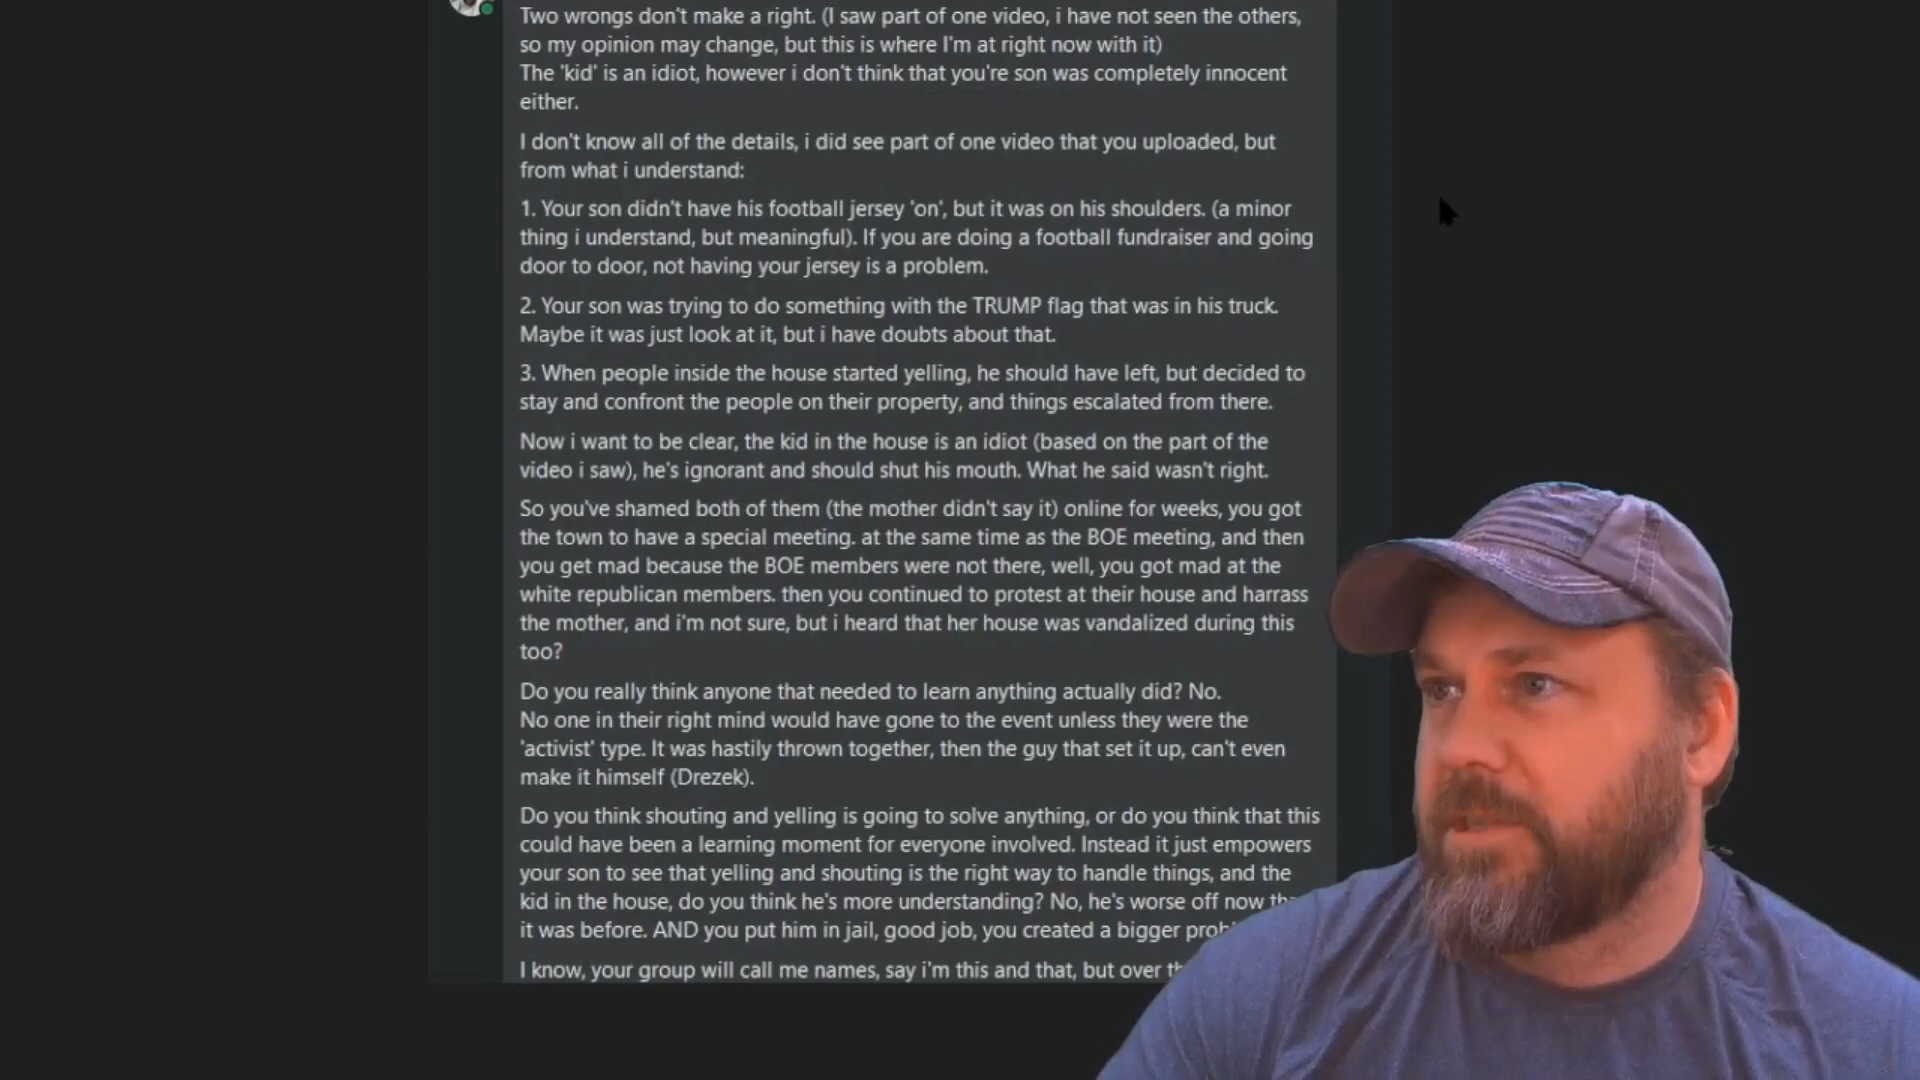 Two wrongs don't make a right. (I saw part of one video, i have not seen the others,
so my opinion may change, but this is where I'm at right now with it)
The 'kid' is an idiot, however i don't think that you're son was completely innocent
either.
I don't know all of the details, i did see part of one video that you uploaded, but
from what i understand:
1. Your son didn't have his football jersey 'on', but it was on his shoulders. (a minor
thing i understand, but meaningful). If you are doing a football fundraiser and going
door to door, not having your jersey is a problem.
2. Your son was trying to do something with the TRUMP flag that was in his truck.
Maybe it was just look at it, but i have doubts about that.
3. When people inside the house started yelling, he should have left, but decided to
stay and confront the people on their property, and things escalated from there.
Now i want to be clear, the kid in the house is an idiot (based on the part of the
video i saw), he's ignorant and should shut his mouth. What he said wasn't right.
So you've shamed both of them (the mother didn't say it) online for weeks, you got
the town to have a special meeting. at the same time as the BOE meeting, and then
you get mad because the BOE members were not there, well, you got mad at the
white republican members. then you continued to protest at their house and harrass
the mother, and i'm not sure, but i heard that her house was vandalized during this
too?
Do you really think anyone that needed to learn anything actually did? No.
No one in their right mind would have gone to the event unless they were the
'activist' type. It was hastily thrown together, then the guy that set it up, can't even
make it himself (Drezek).
Do you think shouting and yelling is going to solve anything, or do you think that this
could have been a learning moment for everyone involved. Instead it just empowers
your son to see that yelling and shouting is the right way to handle things, and the
kid in the house, do you think he's more understanding? No, he's worse off now
it was before. AND you put him in jail, good job, you created a bigger
I know, your group will call me names, say i'm this and that, but over